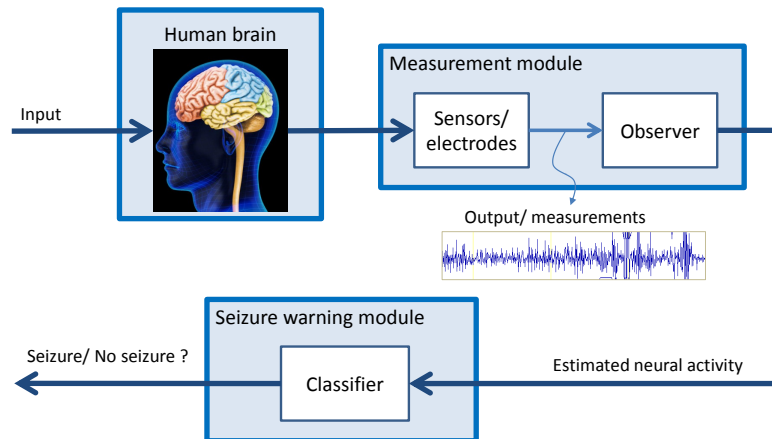 Human brain
Measurement module
Input
Sensors/
electrodes
Observer
Output/ measurements
Seizure warning module
Seizure/ No seizure ?
Classifier
Estimated neural activity